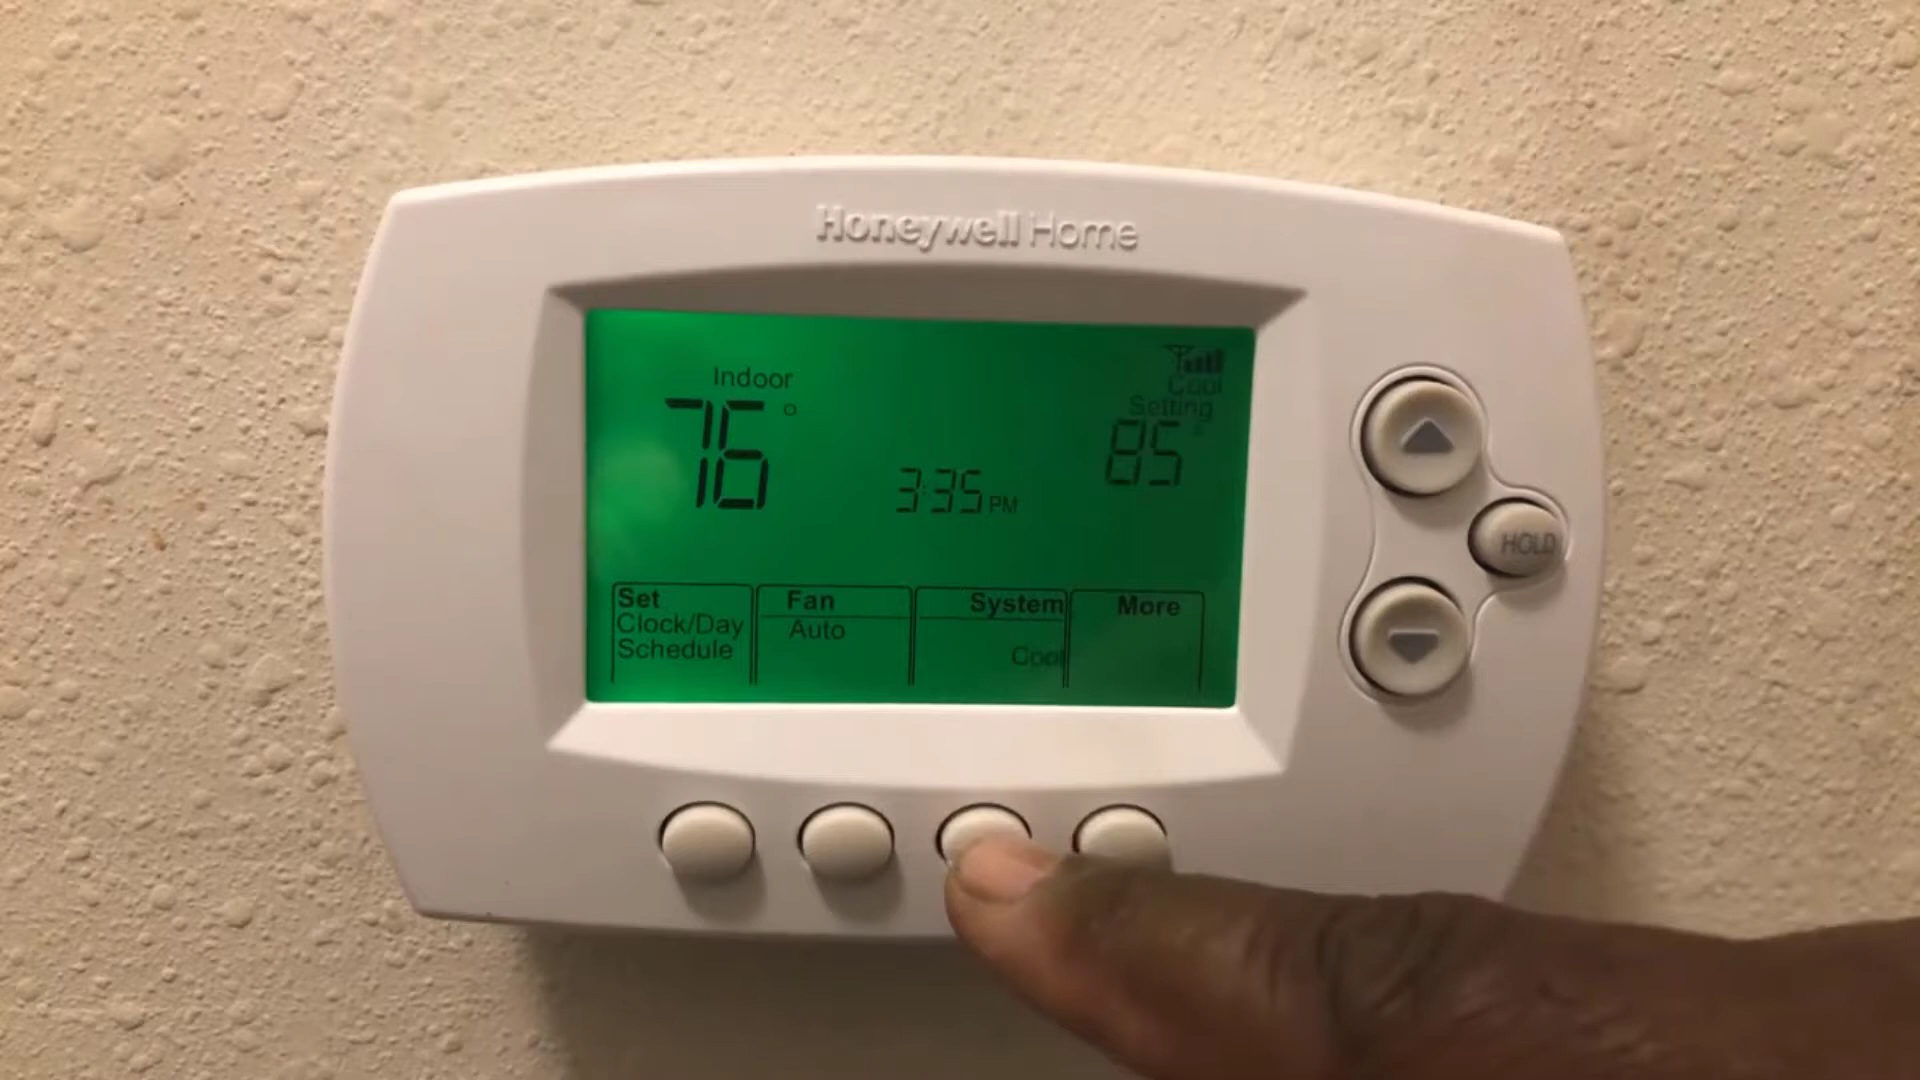 Honeywell Home
Indoor
76°
Cool
Setting
85°
3:35 PM
Set
Clock/Day
Schedule
Fan
Auto
System
Cool
More
HOLD